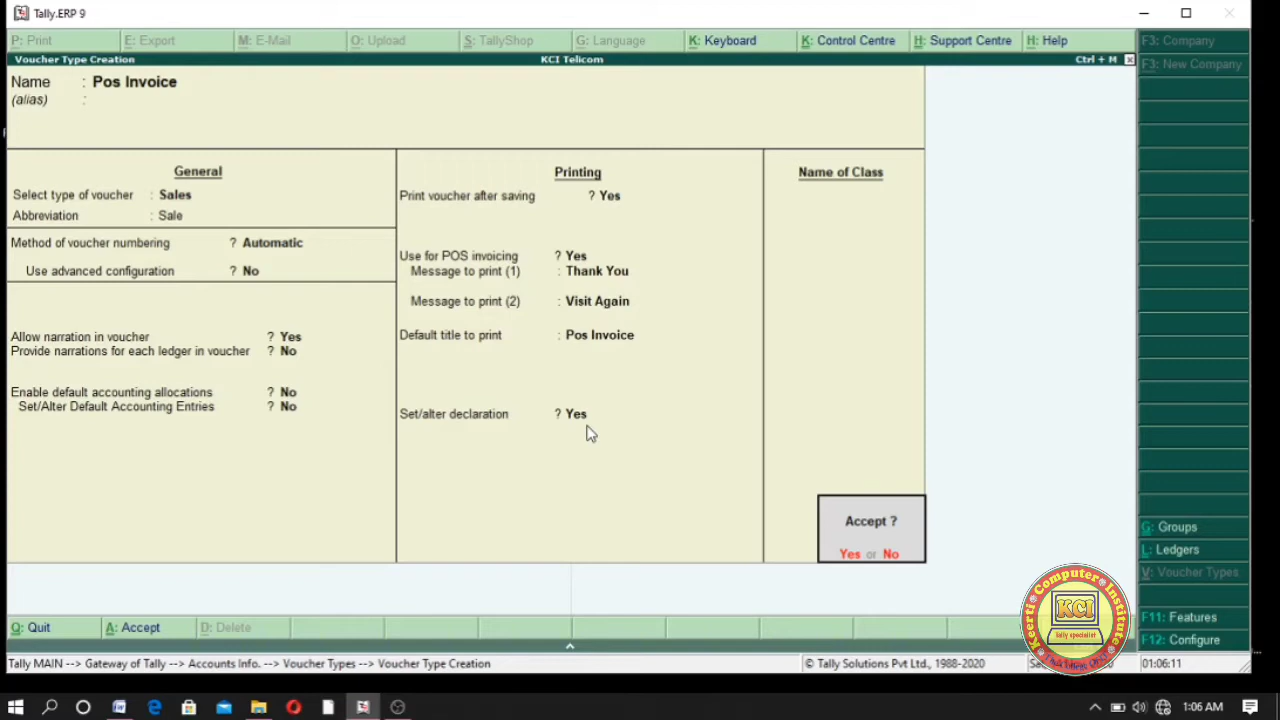 Tally.ERP 9
P: Print E: Export M: E-Mail O: Upload S: TallyShop G: Language K: Keyboard K: Control Centre H: Support Centre H: Help F3: Company
Voucher Type Creation KCI Telicom Ctrl + M
F3: New Company
Name : Pos Invoice
(alias) :
General Printing Name of Class
Select type of voucher : Sales Print voucher after saving ? Yes
Abbreviation : Sale
Method of voucher numbering ? Automatic
Use for POS invoicing ? Yes
Use advanced configuration ? No Message to print (1) : Thank You
Message to print (2) : Visit Again
Allow narration in voucher ? Yes Default title to print : Pos Invoice
Provide narrations for each ledger in voucher ? No
Enable default accounting allocations ? No
Set/Alter Default Accounting Entries ? No Set/alter declaration ? Yes
Accept ?
Yes or No
G: Groups
L: Ledgers
V: Voucher Types
F11: Features
F12: Configure
Keerti Computer Institute
KCI
Tally specialist
Q: Quit A: Accept D: Delete
Tally MAIN --> Gateway of Tally --> Accounts Info. --> Voucher Types --> Voucher Type Creation © Tally Solutions Pvt Ltd., 1988-2020 01:06:11
1:06 AM